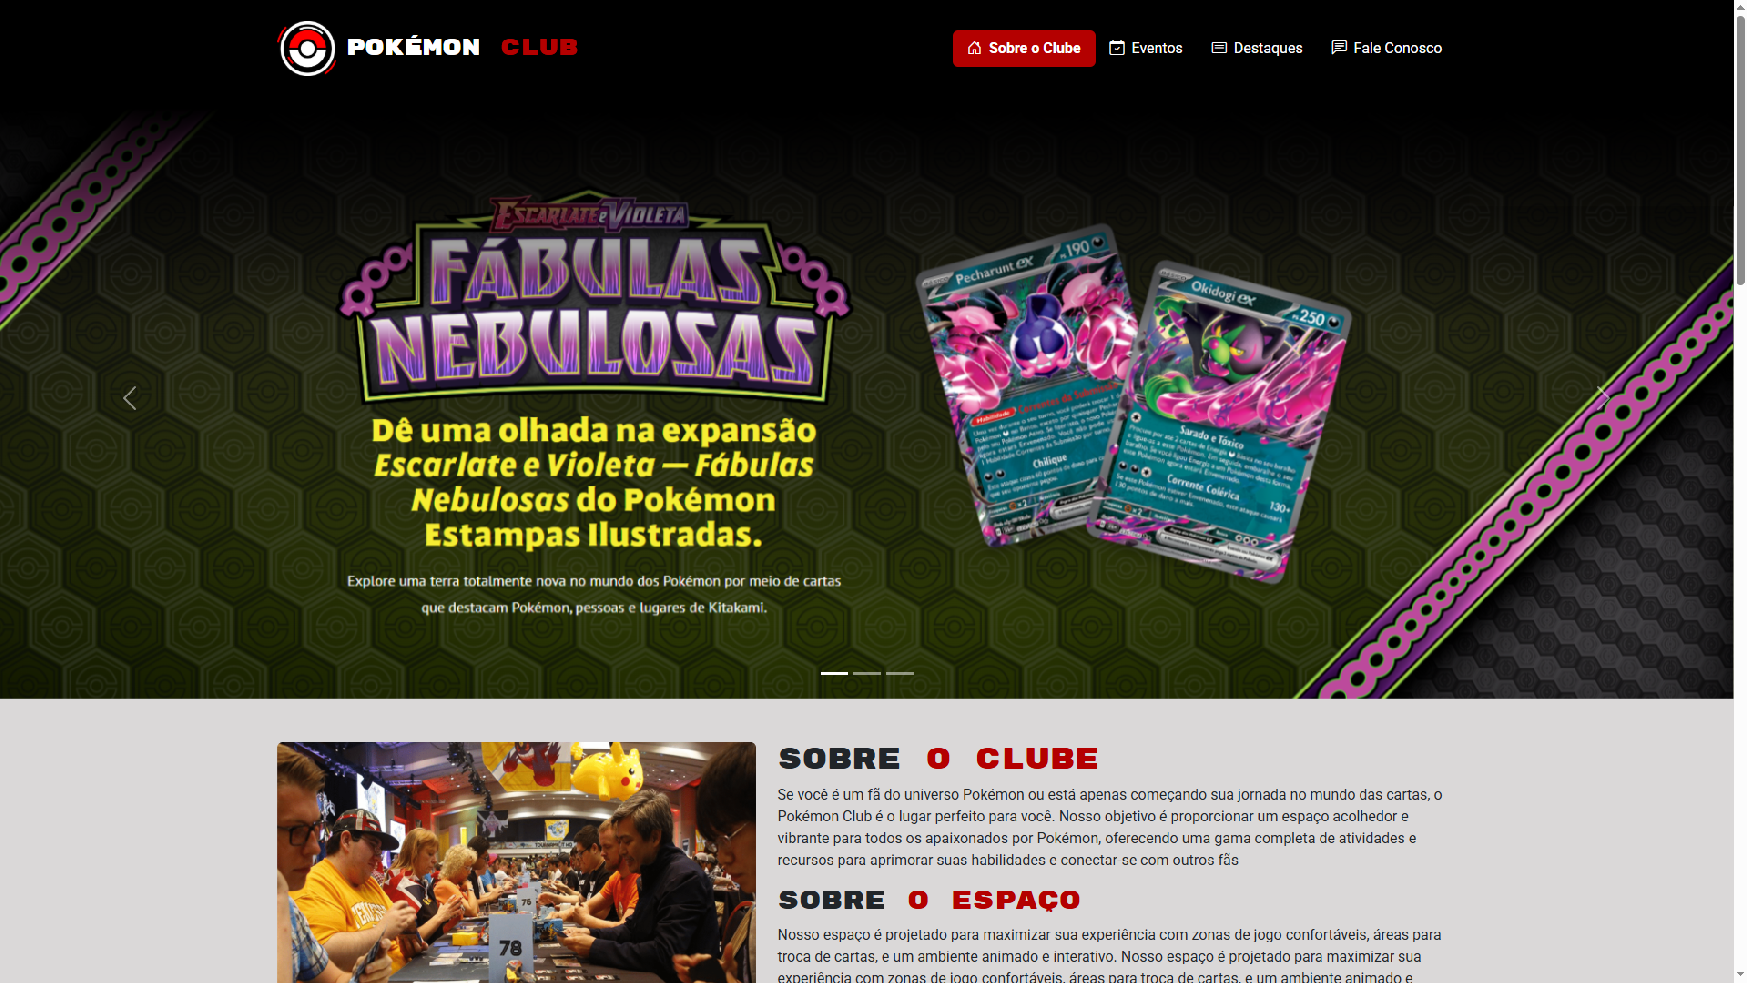 POKÉMON CLUB
Sobre o Clube
Eventos
Destaques
Fale Conosco
ESCARLATE e VIOLETA
FÁBULAS
NEBULOSAS
Dê uma olhada na expansão
Escarlate e Violeta — Fábulas
Nebulosas do Pokémon
Estampas Ilustradas.
Explore uma terra totalmente nova no mundo dos Pokémon por meio de cartas
que destacam Pokémon, pessoas e lugares de Kitakami.
Pecharunt ex
PS 190
Chilique
Okidogi ex
PS 250
Sarado e Tóxico
Corrente Colérica
130+
SOBRE O CLUBE
Se você é um fã do universo Pokémon ou está apenas começando sua jornada no mundo das cartas, o
Pokémon Club é o lugar perfeito para você. Nosso objetivo é proporcionar um espaço acolhedor e
vibrante para todos os apaixonados por Pokémon, oferecendo uma gama completa de atividades e
recursos para aprimorar suas habilidades e conectar-se com outros fãs
SOBRE O ESPAÇO
Nosso espaço é projetado para maximizar sua experiência com zonas de jogo confortáveis, áreas para
troca de cartas, e um ambiente animado e interativo. Nosso espaço é projetado para maximizar sua
experiência com zonas de jogo confortáveis, áreas para troca de cartas, e um ambiente animado e
76
78